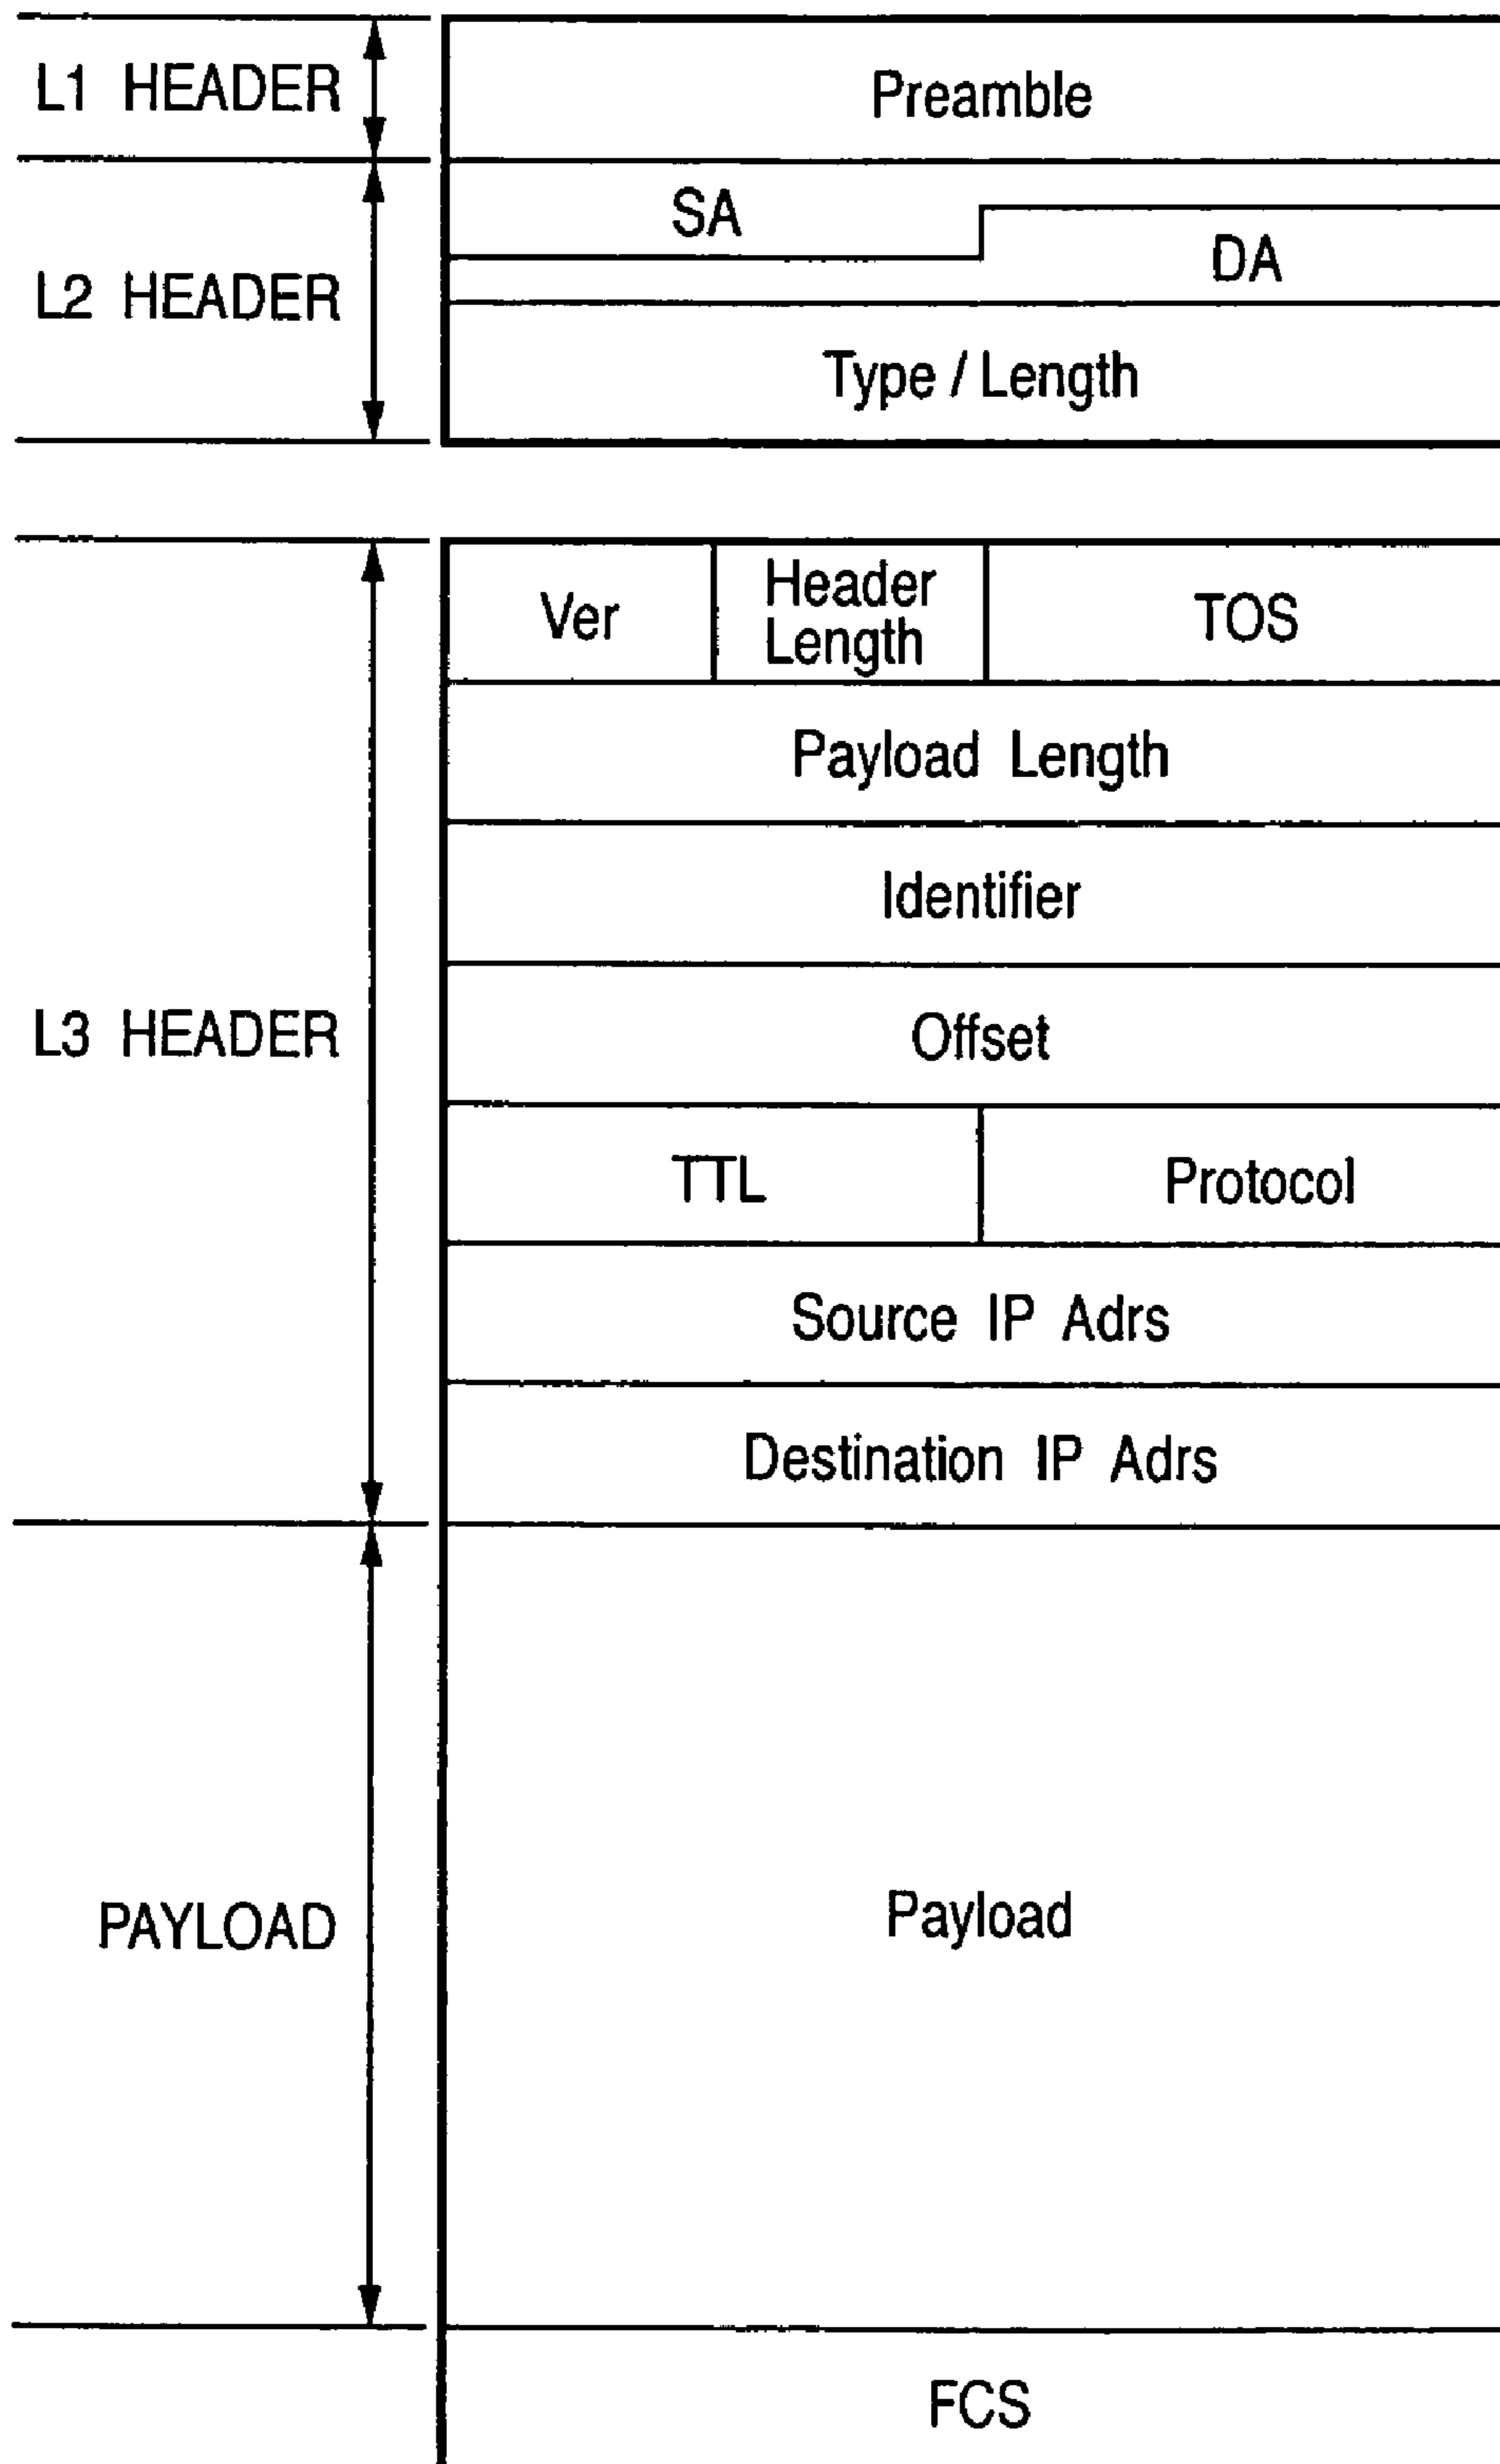 L1 HEADER
Preamble
SA
DA
L2 HEADER
Type / Length
Ver
Header
Length
TOS
Payload Length
Identifier
L3 HEADER
Offset
TTL
Protocol
Source IP Adrs
Destination IP Adrs
PAYLOAD
Payload
FCS